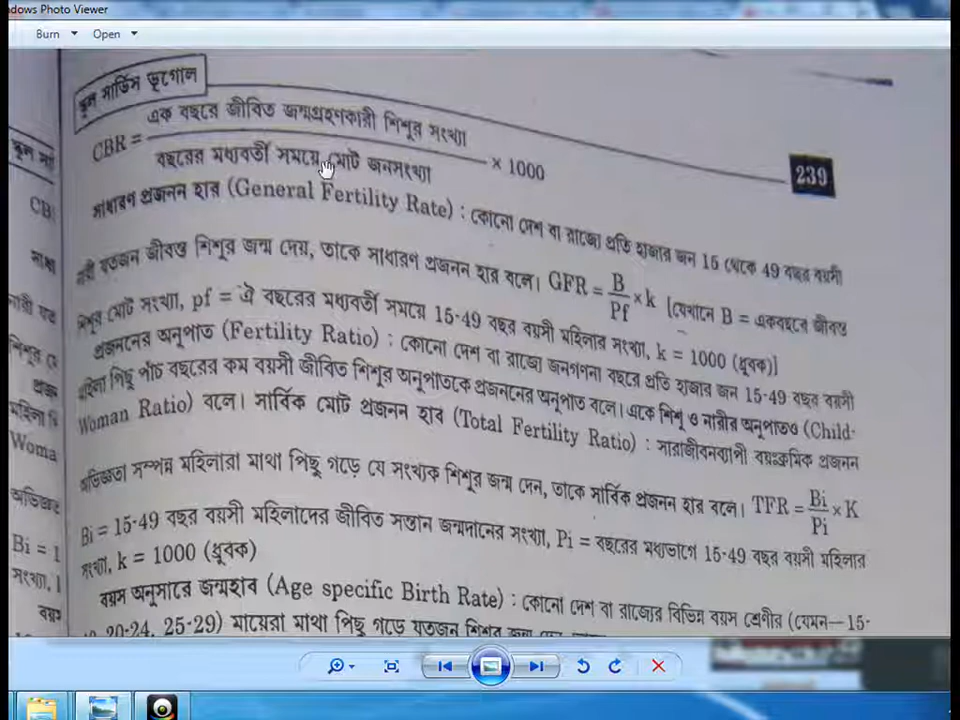 Windows Photo Viewer
Burn Open
স্কুল সার্ভিস ভূগোল
239
CBR = এক বছরে জীবিত জন্মগ্রহণকারী শিশুর সংখ্যা
বছরের মধ্যবর্তী সময়ে মোট জনসংখ্যা × 1000
সাধারণ প্রজনন হার (General Fertility Rate) : কোনো দেশ বা রাজ্যে প্রতি হাজার জন 15 থেকে 49 বছর বয়সী
নারী যতজন জীবন্ত শিশুর জন্ম দেয়, তাকে সাধারণ প্রজনন হার বলে। GFR = B/Pf × k [যেখানে B = একবছরে জীবন্ত
শিশুর মোট সংখ্যা, pf = ঐ বছরের মধ্যবর্তী সময়ে 15-49 বছর বয়সী মহিলার সংখ্যা, k = 1000 (ধ্রুবক)]
প্রজননের অনুপাত (Fertility Ratio) : কোনো দেশ বা রাজ্যে জনগণনা বছরে প্রতি হাজার জন 15-49 বছর বয়সী
মহিলা পিছু পাঁচ বছরের কম বয়সী জীবিত শিশুর অনুপাতকে প্রজননের অনুপাত বলে। একে শিশু ও নারীর অনুপাতও (Child-
Woman Ratio) বলে। সার্বিক মোট প্রজনন হাব (Total Fertility Ratio) : সারাজীবনব্যাপী বয়ঃক্রমিক প্রজনন
অভিজ্ঞতা সম্পন্ন মহিলারা মাথা পিছু গড়ে যে সংখ্যক শিশুর জন্ম দেন, তাকে সার্বিক প্রজনন হার বলে। TFR = Bi/Pi × K
Bi = 15-49 বছর বয়সী মহিলাদের জীবিত সন্তান জন্মদানের সংখ্যা, Pi = বছরের মধ্যভাগে 15-49 বছর বয়সী মহিলার
সংখ্যা, k = 1000 (ধ্রুবক)
বয়স অনুসারে জন্মহাব (Age specific Birth Rate) : কোনো দেশ বা রাজ্যের বিভিন্ন বয়স শ্রেণীর (যেমন—15-
20-24, 25-29) মায়েরা মাথা পিছু গড়ে যতজন শিশুর জন্ম